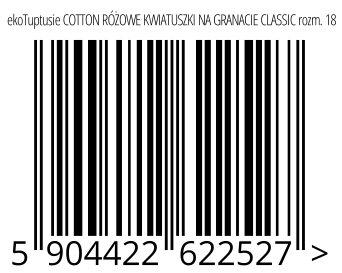 ekoTuptusie COTTON RÓŻOWE KWIATUSZKI NA GRANACIE CLASSIC rozm. 18
5 904422 622527 >